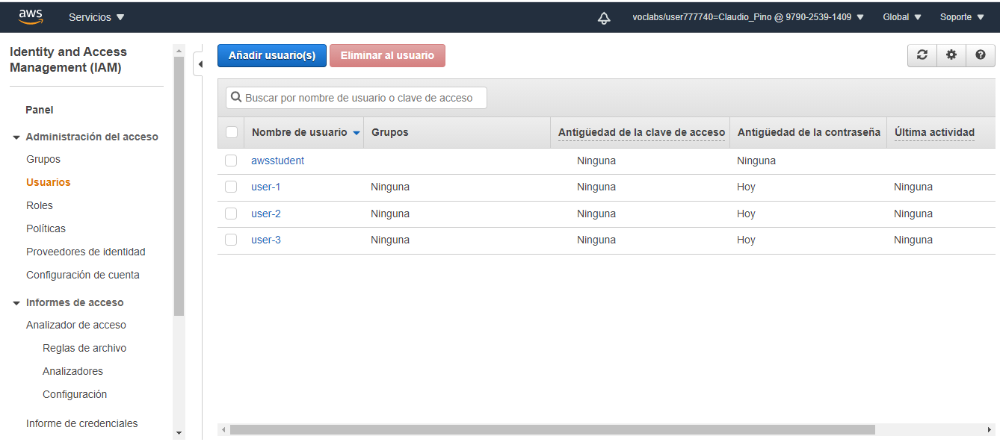 aws
Servicios
voclabs/user777740=Claudio_Pino @ 9790-2539-1409
Global
Soporte
Identity and Access
Management (IAM)
Panel
Administración del acceso
Grupos
Usuarios
Roles
Políticas
Proveedores de identidad
Configuración de cuenta
Informes de acceso
Analizador de acceso
Reglas de archivo
Analizadores
Configuración
Informe de credenciales
Añadir usuario(s)
Eliminar al usuario
Buscar por nombre de usuario o clave de acceso
Nombre de usuario Grupos Antigüedad de la clave de acceso Antigüedad de la contraseña Última actividad
awsstudent Ninguna Ninguna
user-1 Ninguna Ninguna Hoy Ninguna
user-2 Ninguna Ninguna Hoy Ninguna
user-3 Ninguna Ninguna Hoy Ninguna